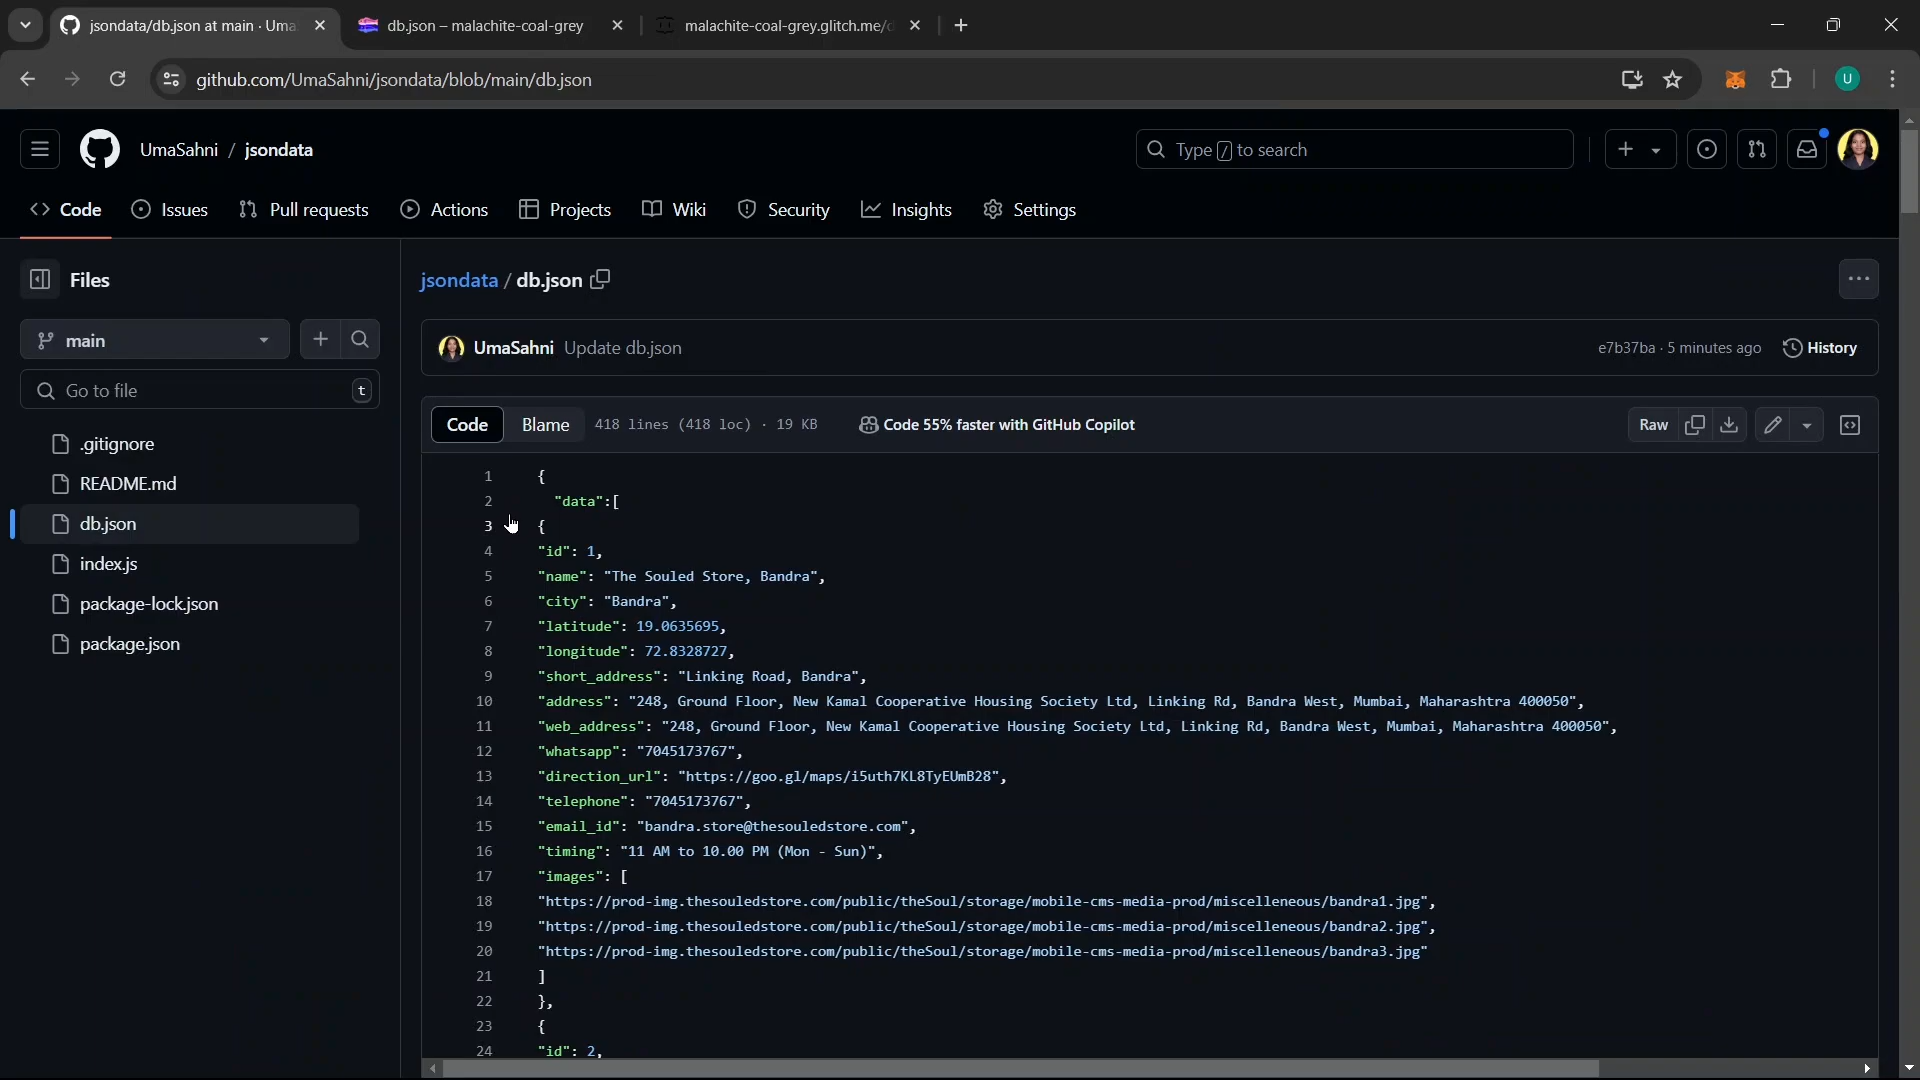 jsondata/db.json at main · Uma
db.json – malachite-coal-grey
malachite-coal-grey.glitch.me/d
github.com/UmaSahni/jsondata/blob/main/db.json
U
UmaSahni / jsondata
Type / to search
Code
Issues
Pull requests
Actions
Projects
Wiki
Security
Insights
Settings
Files
main
Go to file
t
.gitignore
README.md
db.json
index.js
package-lock.json
package.json
jsondata / db.json
UmaSahni Update db.json
e7b37ba · 5 minutes ago
History
Code
Blame
418 lines (418 loc) · 19 KB
Code 55% faster with GitHub Copilot
Raw
1 {
2 "data":[
3 {
4 "id": 1,
5 "name": "The Souled Store, Bandra",
6 "city": "Bandra",
7 "latitude": 19.0635695,
8 "longitude": 72.8328727,
9 "short_address": "Linking Road, Bandra",
10 "address": "248, Ground Floor, New Kamal Cooperative Housing Society Ltd, Linking Rd, Bandra West, Mumbai, Maharashtra 400050",
11 "web_address": "248, Ground Floor, New Kamal Cooperative Housing Society Ltd, Linking Rd, Bandra West, Mumbai, Maharashtra 400050",
12 "whatsapp": "7045173767",
13 "direction_url": "https://goo.gl/maps/i5uth7KL8TyEUmB28",
14 "telephone": "7045173767",
15 "email_id": "bandra.store@thesouledstore.com",
16 "timing": "11 AM to 10.00 PM (Mon - Sun)",
17 "images": [
18 "https://prod-img.thesouledstore.com/public/theSoul/storage/mobile-cms-media-prod/miscelleneous/bandra1.jpg",
19 "https://prod-img.thesouledstore.com/public/theSoul/storage/mobile-cms-media-prod/miscelleneous/bandra2.jpg",
20 "https://prod-img.thesouledstore.com/public/theSoul/storage/mobile-cms-media-prod/miscelleneous/bandra3.jpg"
21 ]
22 },
23 {
24 "id": 2,